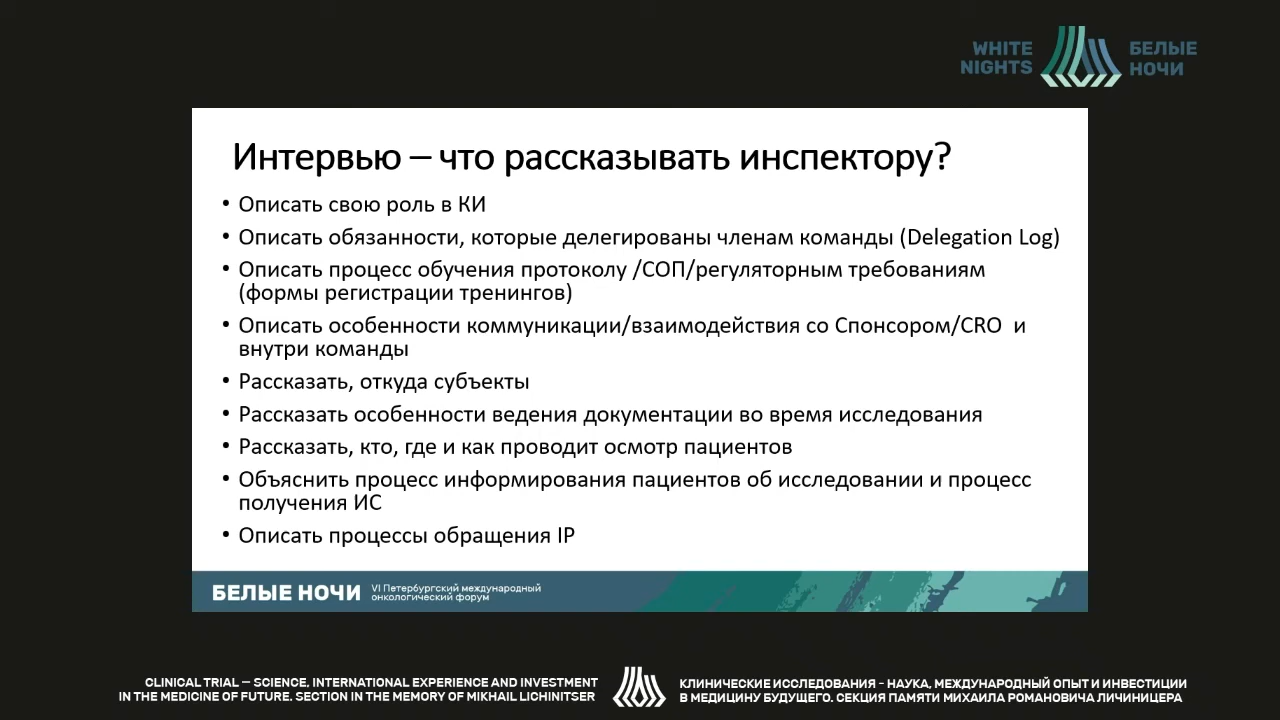 WHITE
NIGHTS
БЕЛЫЕ
НОЧИ
Интервью – что рассказывать инспектору?
• Описать свою роль в КИ
• Описать обязанности, которые делегированы членам команды (Delegation Log)
• Описать процесс обучения протоколу /СОП/регуляторным требованиям
(формы регистрации тренингов)
• Описать особенности коммуникации/взаимодействия со Спонсором/CRO и
внутри команды
• Рассказать, откуда субъекты
• Рассказать особенности ведения документации во время исследования
• Рассказать, кто, где и как проводит осмотр пациентов
• Объяснить процесс информирования пациентов об исследовании и процесс
получения ИС
• Описать процессы обращения IP
БЕЛЫЕ НОЧИ
VI Петербургский международный
онкологический форум
CLINICAL TRIAL – SCIENCE, INTERNATIONAL EXPERIENCE AND INVESTMENT
IN THE MEDICINE OF FUTURE. SECTION IN THE MEMORY OF MIKHAIL LICHINITSER
КЛИНИЧЕСКИЕ ИССЛЕДОВАНИЯ - НАУКА, МЕЖДУНАРОДНЫЙ ОПЫТ И ИНВЕСТИЦИИ
В МЕДИЦИНУ БУДУЩЕГО. СЕКЦИЯ ПАМЯТИ МИХАИЛА РОМАНОВИЧА ЛИЧИНИЦЕРА